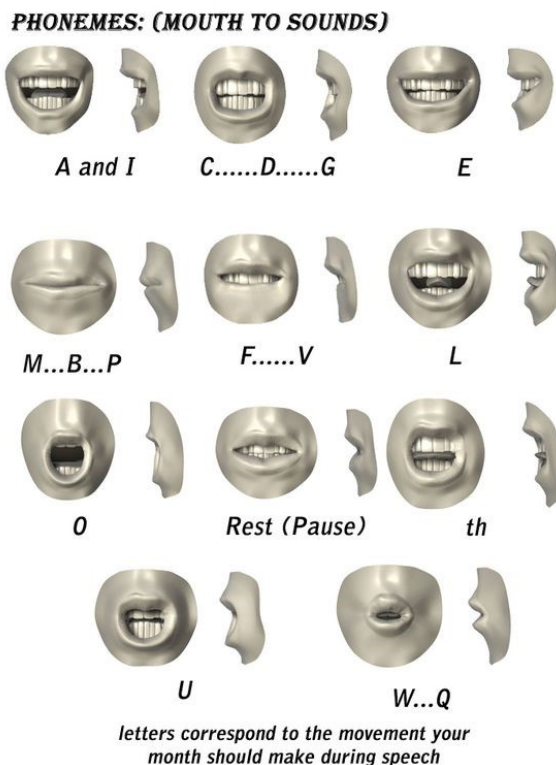 PHONEMES: (MOUTH TO SOUNDS)
A and I
C......D......G
E
M...B...P
F......V
L
O
Rest (Pause)
th
U
W...Q
letters correspond to the movement your
month should make during speech